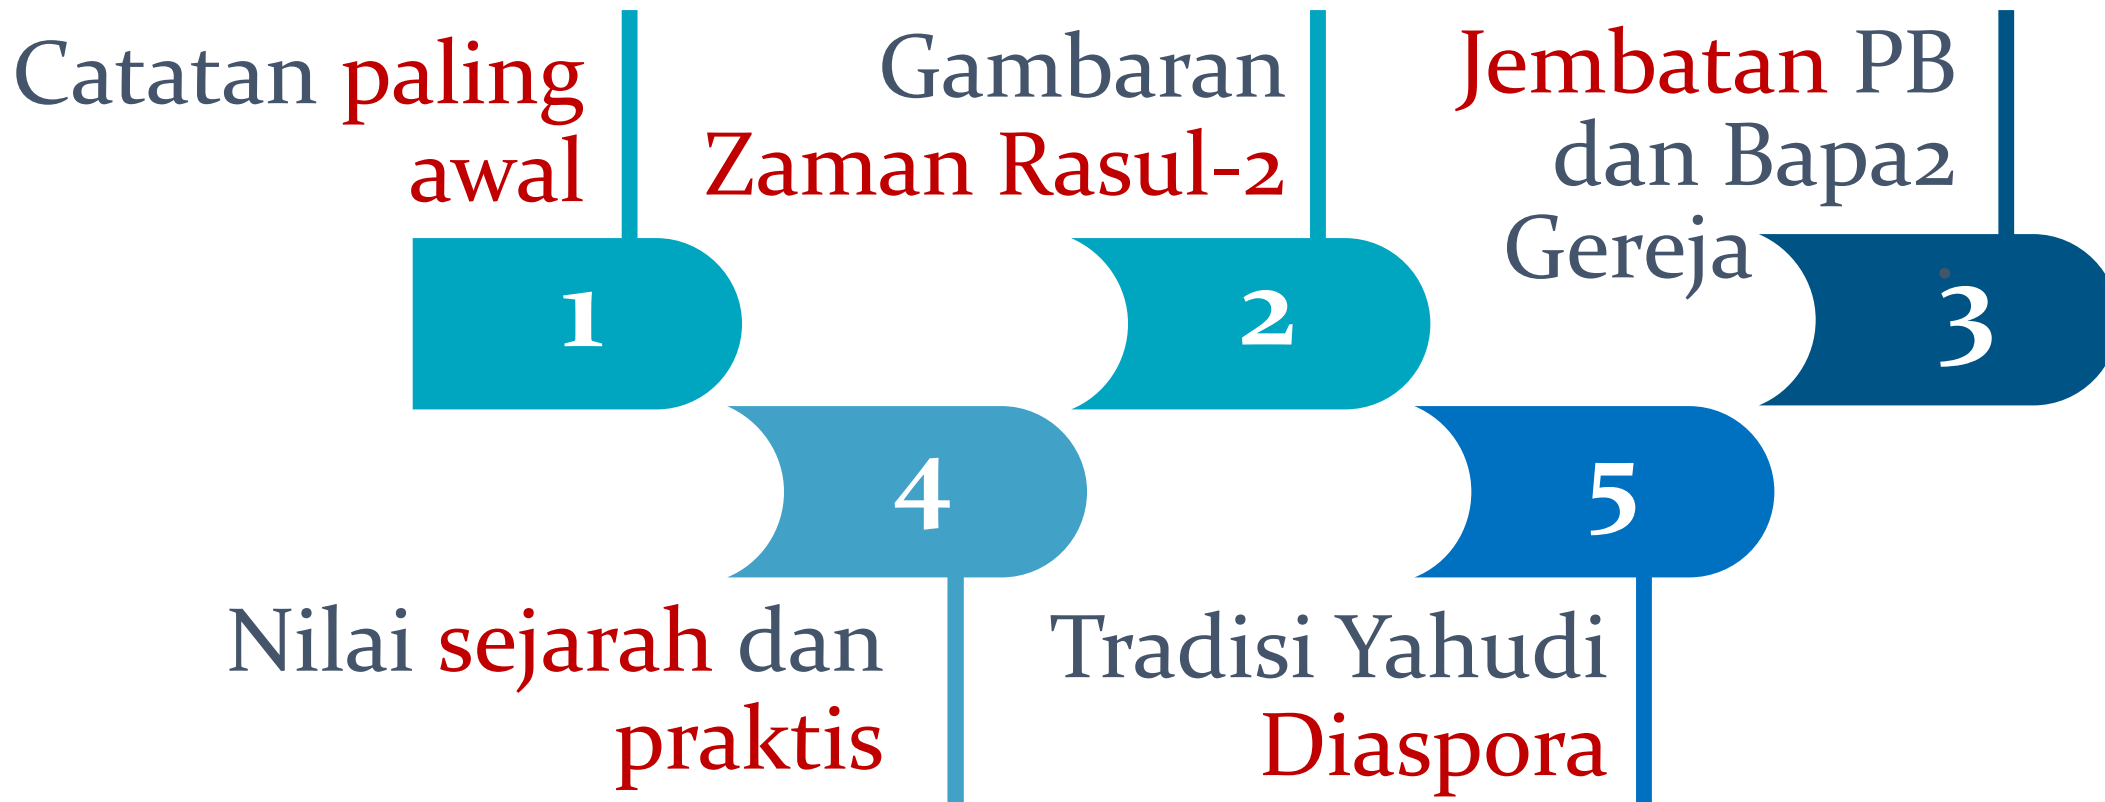 Catatan paling
awal
1
Gambaran
Zaman Rasul-2
2
Jembatan PB
dan Bapa2
Gereja
3
4
Nilai sejarah dan
praktis
5
Tradisi Yahudi
Diaspora